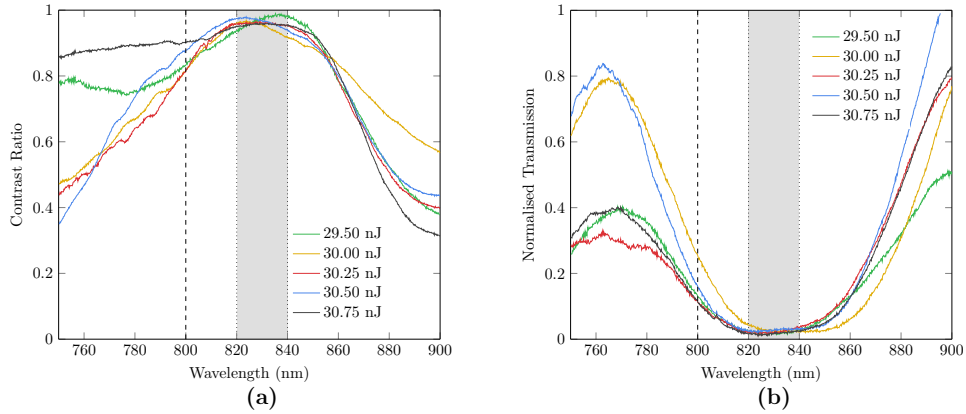 1
0.8
0.6
0.4
0.2
0
Contrast Ratio
29.50 nJ
30.00 nJ
30.25 nJ
30.50 nJ
30.75 nJ
760 780 800 820 840 860 880 900
Wavelength (nm)
(a)
1
0.8
0.6
0.4
0.2
0
Normalised Transmission
29.50 nJ
30.00 nJ
30.25 nJ
30.50 nJ
30.75 nJ
760 780 800 820 840 860 880 900
Wavelength (nm)
(b)